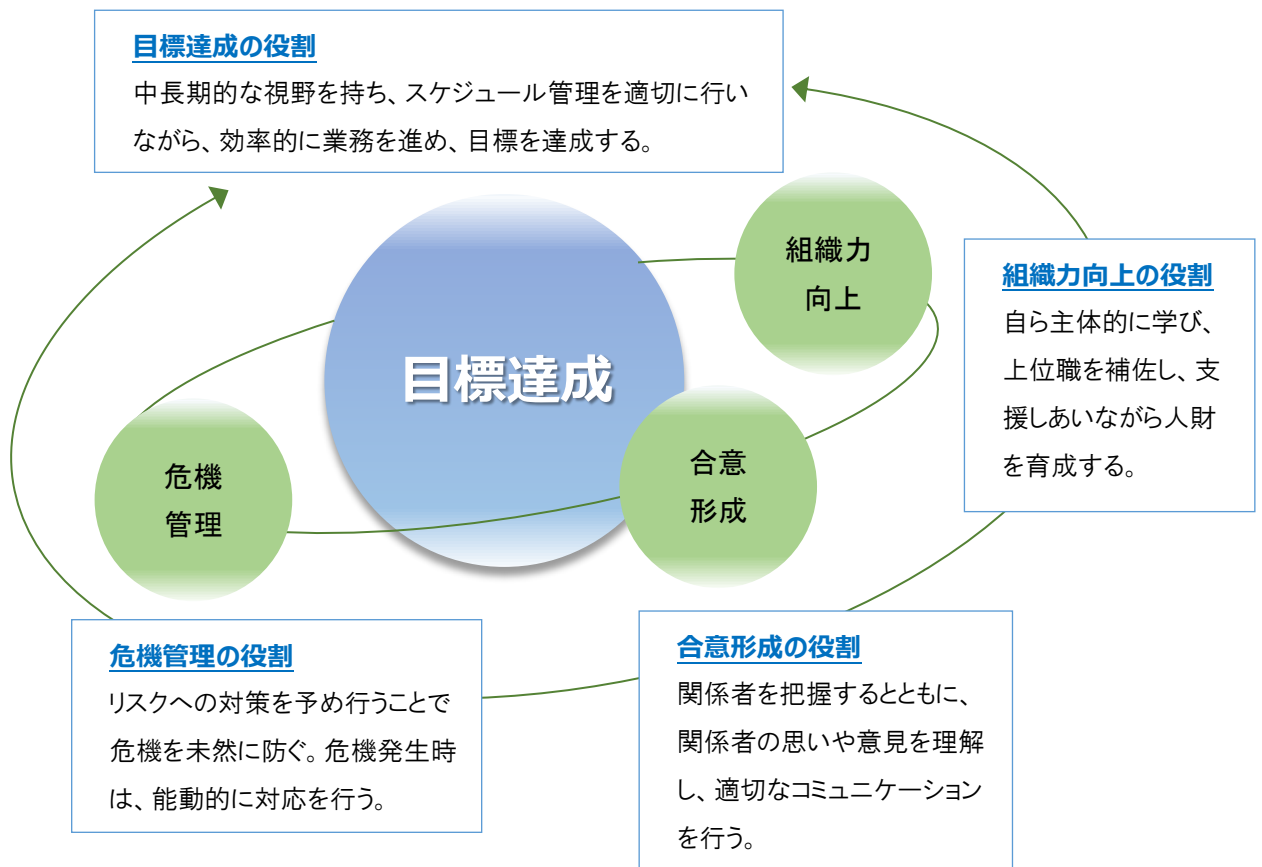 目標達成の役割
中長期的な視野を持ち、スケジュール管理を適切に行い
ながら、効率的に業務を進め、目標を達成する。
組織力
向上
目標達成
危機
管理
合意
形成
組織力向上の役割
自ら主体的に学び、
上位職を補佐し、支
援しあいながら人財
を育成する。
危機管理の役割
リスクへの対策を予め行うことで
危機を未然に防ぐ。危機発生時
は、能動的に対応を行う。
合意形成の役割
関係者を把握するとともに、
関係者の思いや意見を理解
し、適切なコミュニケーション
を行う。